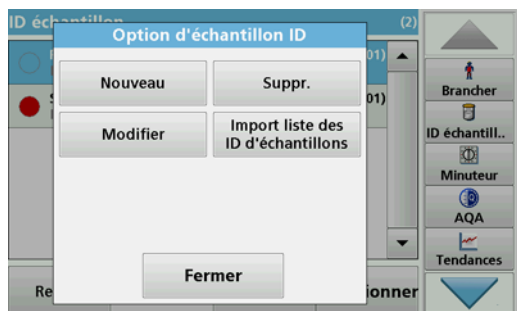 ID échantillon (2)
Option d'échantillon ID
01)
Nouveau
Suppr.
01)
Modifier
Import liste des
ID d'échantillons
Fermer
Re
ionner
Brancher
ID échantill..
Minuteur
AQA
Tendances